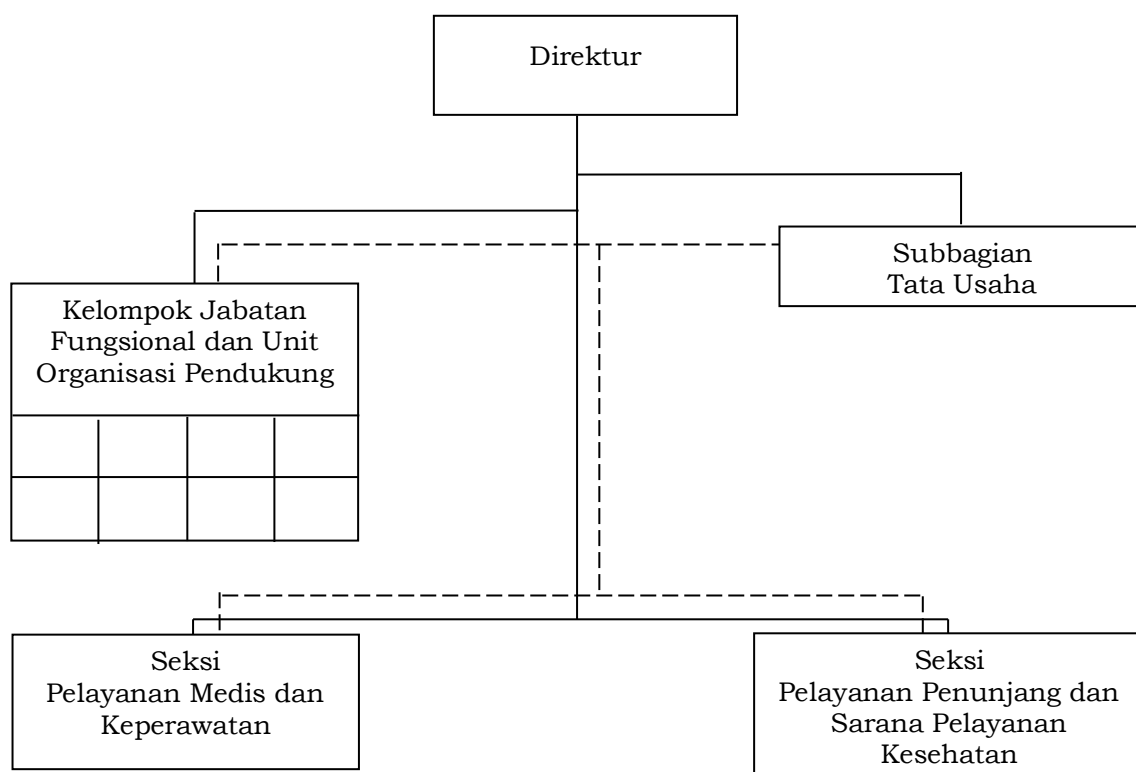 Direktur
Subbagian
Tata Usaha
Kelompok Jabatan
Fungsional dan Unit
Organisasi Pendukung
Seksi
Pelayanan Medis dan
Keperawatan
Seksi
Pelayanan Penunjang dan
Sarana Pelayanan
Kesehatan